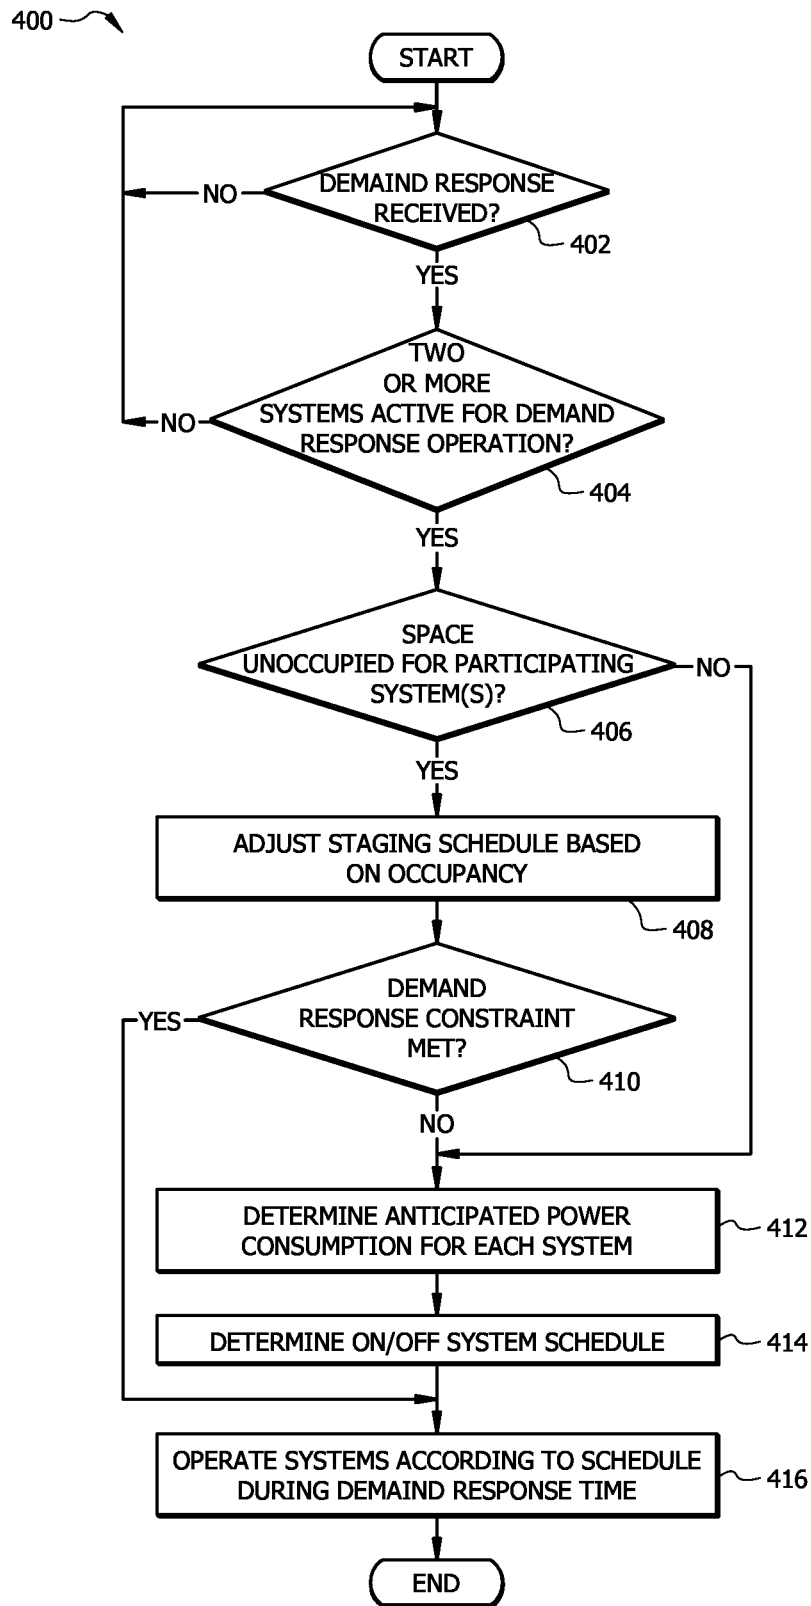 400
START
DEMAIND RESPONSE
RECEIVED?
NO
402
YES
TWO
OR MORE
SYSTEMS ACTIVE FOR DEMAND
RESPONSE OPERATION?
NO
404
YES
SPACE
UNOCCUPIED FOR PARTICIPATING
SYSTEM(S)?
NO
406
YES
ADJUST STAGING SCHEDULE BASED
ON OCCUPANCY
408
DEMAND
RESPONSE CONSTRAINT
MET?
YES
410
NO
DETERMINE ANTICIPATED POWER
CONSUMPTION FOR EACH SYSTEM
412
DETERMINE ON/OFF SYSTEM SCHEDULE
414
OPERATE SYSTEMS ACCORDING TO SCHEDULE
DURING DEMAIND RESPONSE TIME
416
END